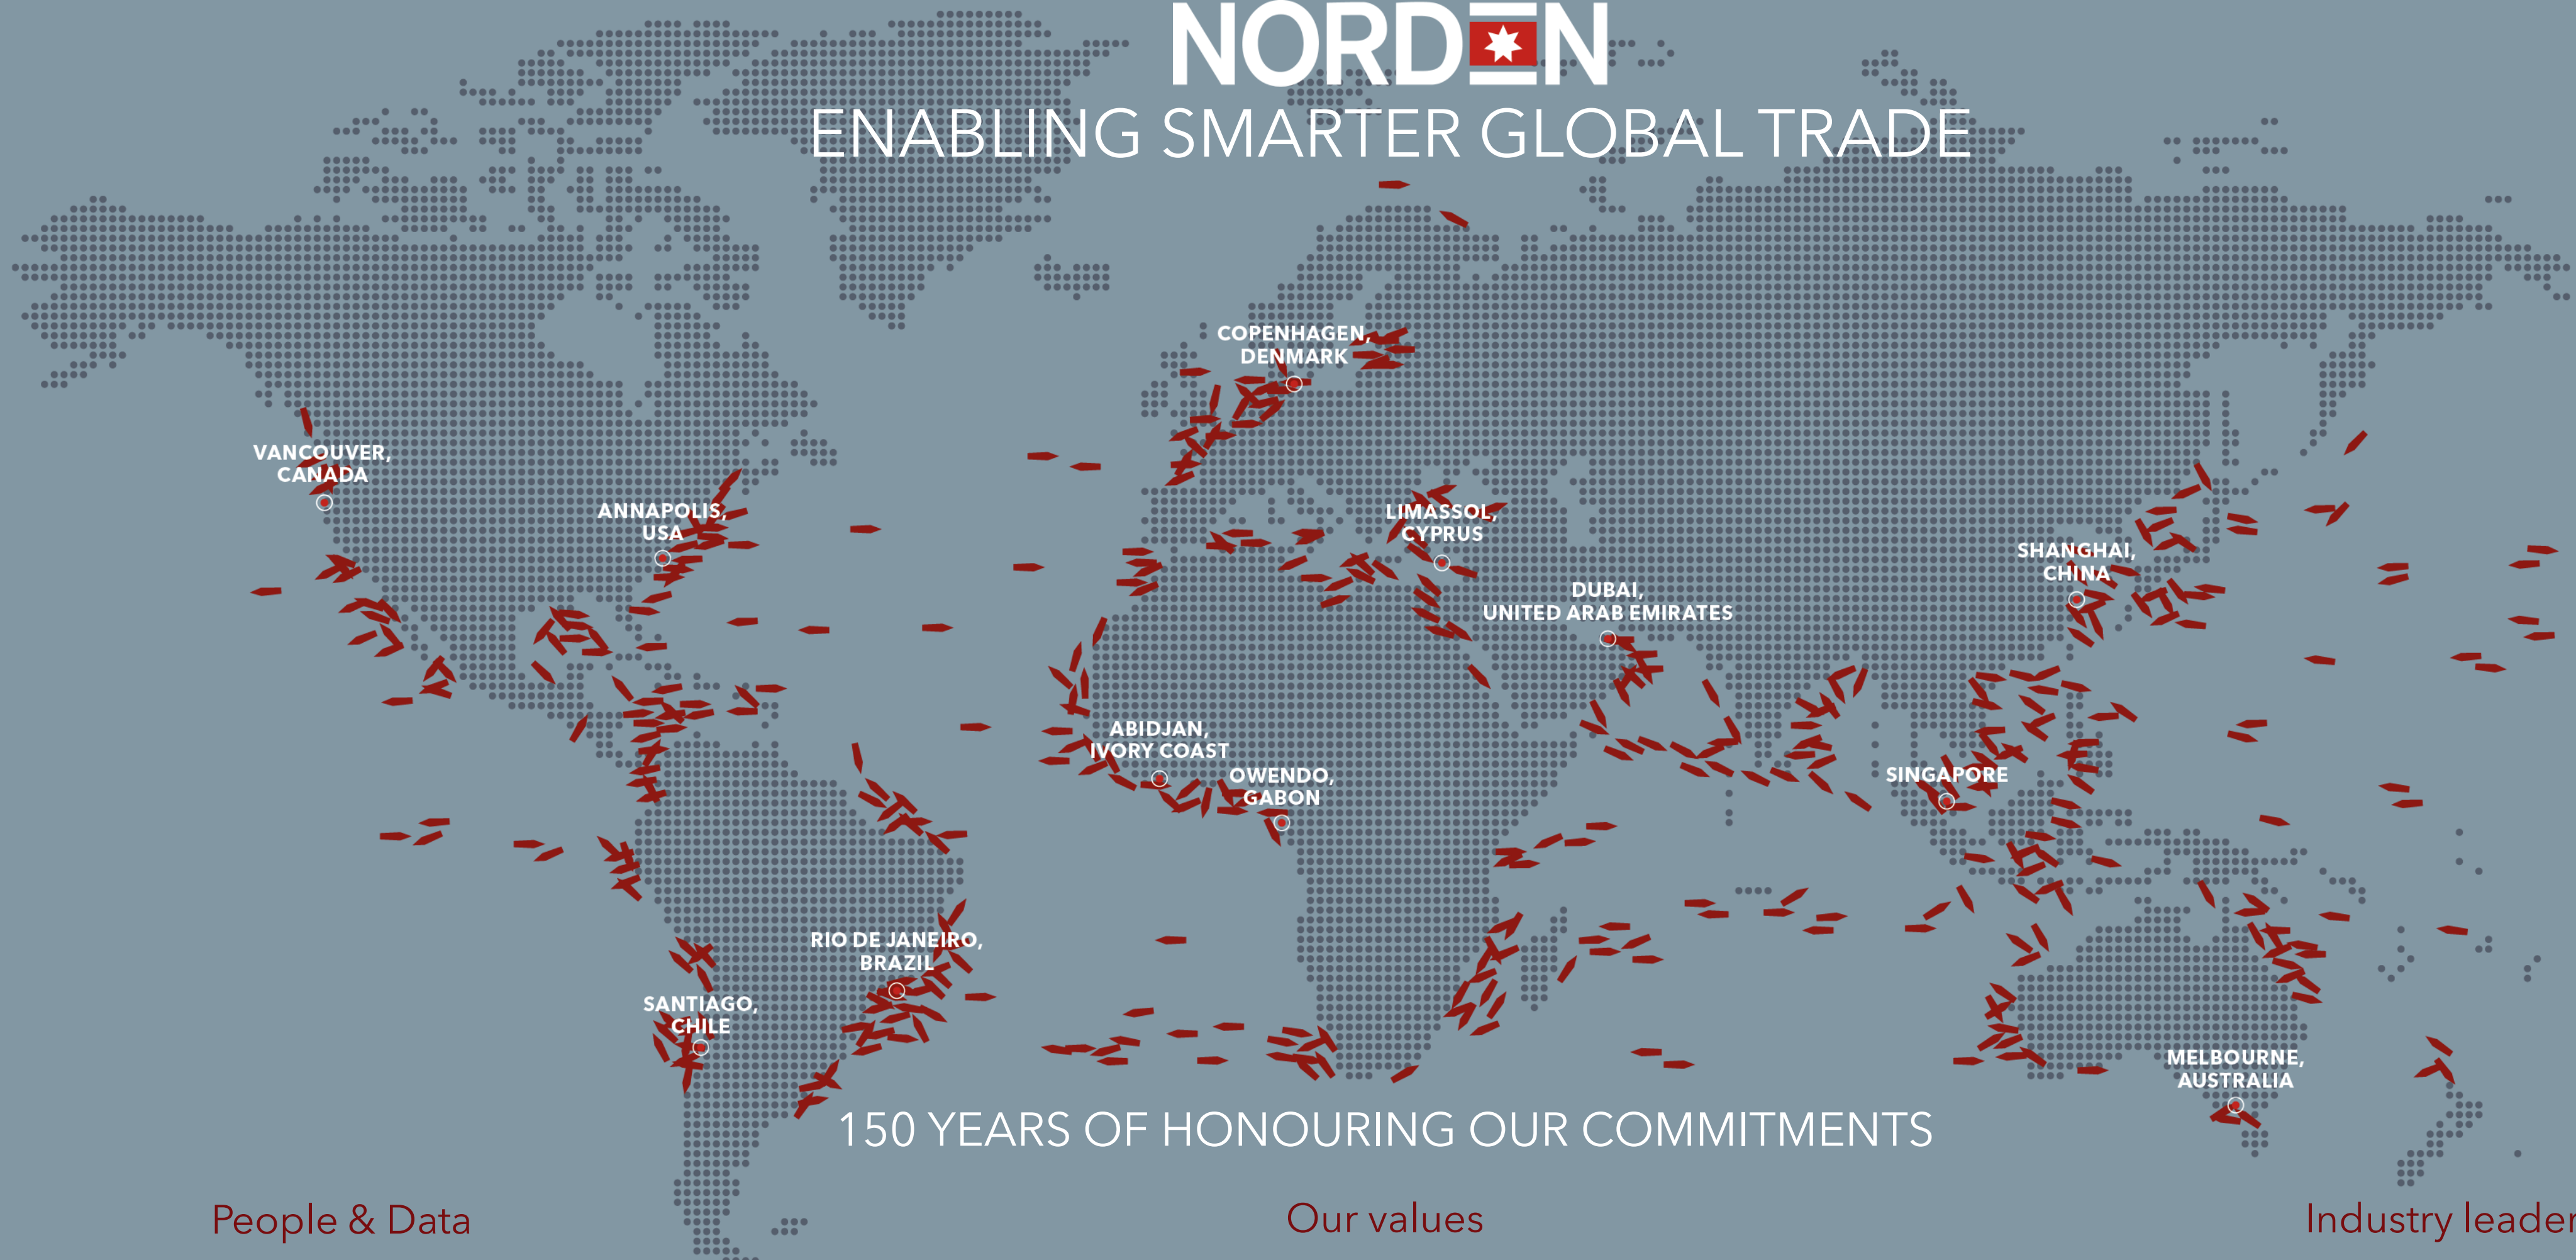 NORDEN
ENABLING SMARTER GLOBAL TRADE
COPENHAGEN,
DENMARK
VANCOUVER,
CANADA
ANNAPOLIS,
USA
LIMASSOL,
CYPRUS
SHANGHAI,
CHINA
DUBAI,
UNITED ARAB EMIRATES
ABIDJAN,
IVORY COAST
OWENDO,
GABON
SINGAPORE
RIO DE JANEIRO,
BRAZIL
SANTIAGO,
CHILE
MELBOURNE,
AUSTRALIA
150 YEARS OF HONOURING OUR COMMITMENTS
People & Data
Our values
Industry leader